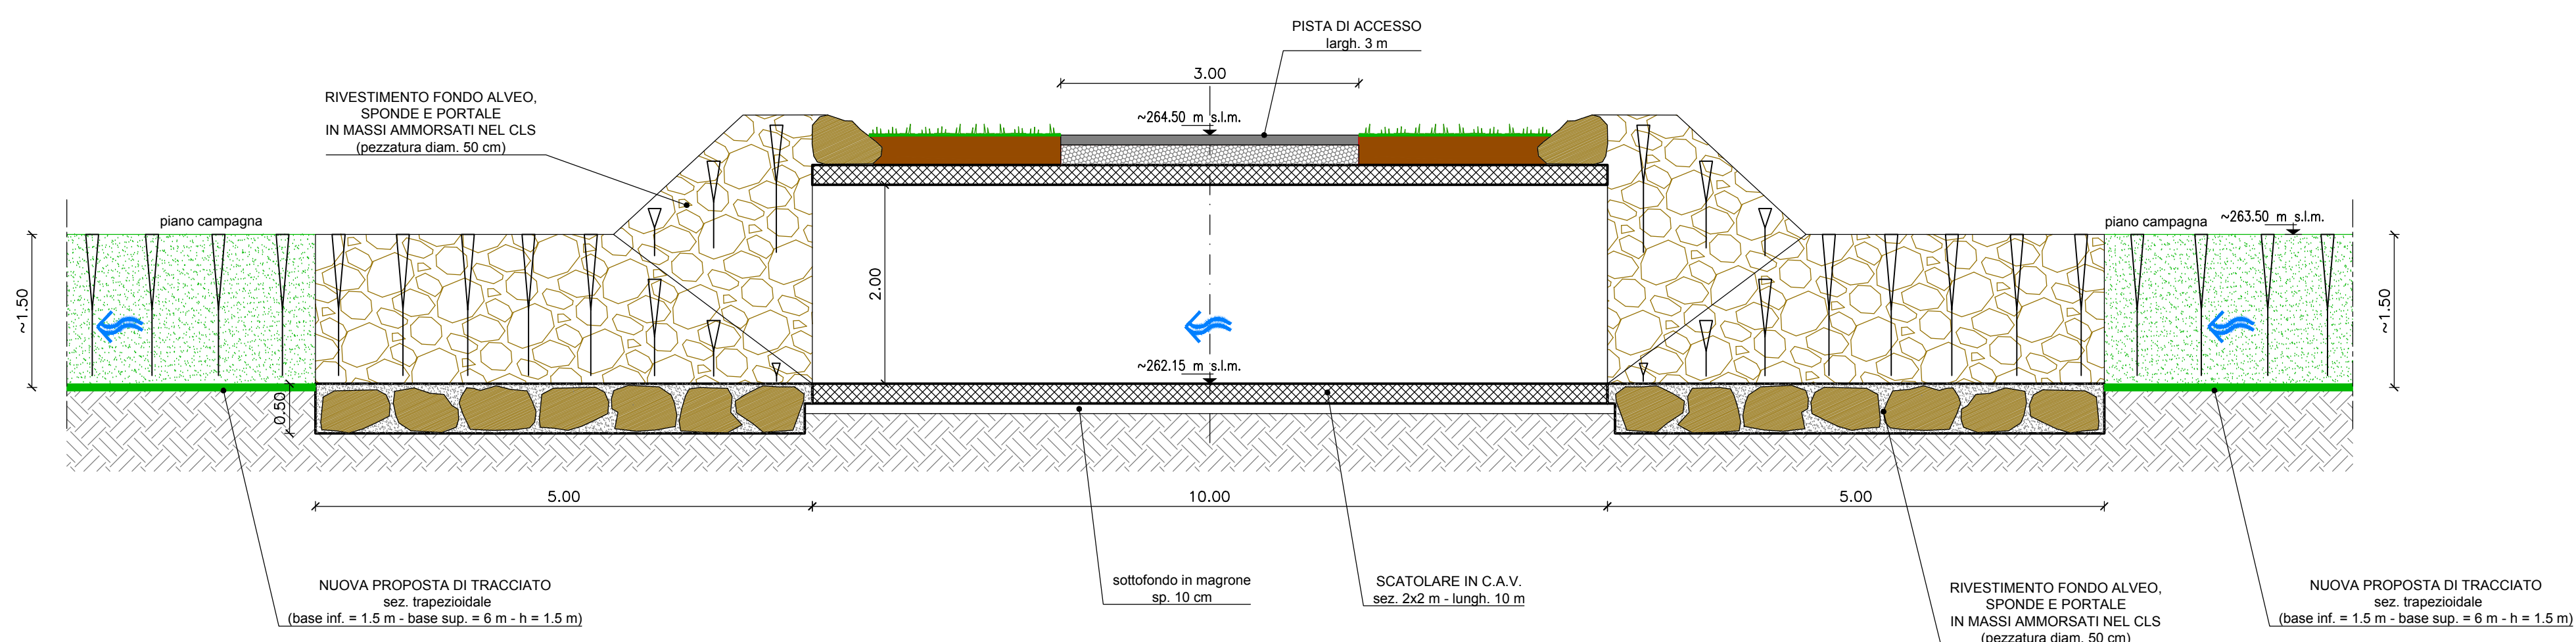 PISTA DI ACCESSO
largh. 3 m
3.00
RIVESTIMENTO FONDO ALVEO,
SPONDE E PORTALE
IN MASSI AMMORSATI NEL CLS
(pezzatura diam. 50 cm)
~264.50 m s.l.m.
piano campagna
piano campagna
~263.50 m s.l.m.
~1.50
2.00
~1.50
~262.15 m s.l.m.
0.50
5.00
10.00
5.00
NUOVA PROPOSTA DI TRACCIATO
sez. trapezioidale
(base inf. = 1.5 m - base sup. = 6 m - h = 1.5 m)
sottofondo in magrone
sp. 10 cm
SCATOLARE IN C.A.V.
sez. 2x2 m - lungh. 10 m
RIVESTIMENTO FONDO ALVEO,
SPONDE E PORTALE
IN MASSI AMMORSATI NEL CLS
(pezzatura diam. 50 cm)
NUOVA PROPOSTA DI TRACCIATO
sez. trapezioidale
(base inf. = 1.5 m - base sup. = 6 m - h = 1.5 m)